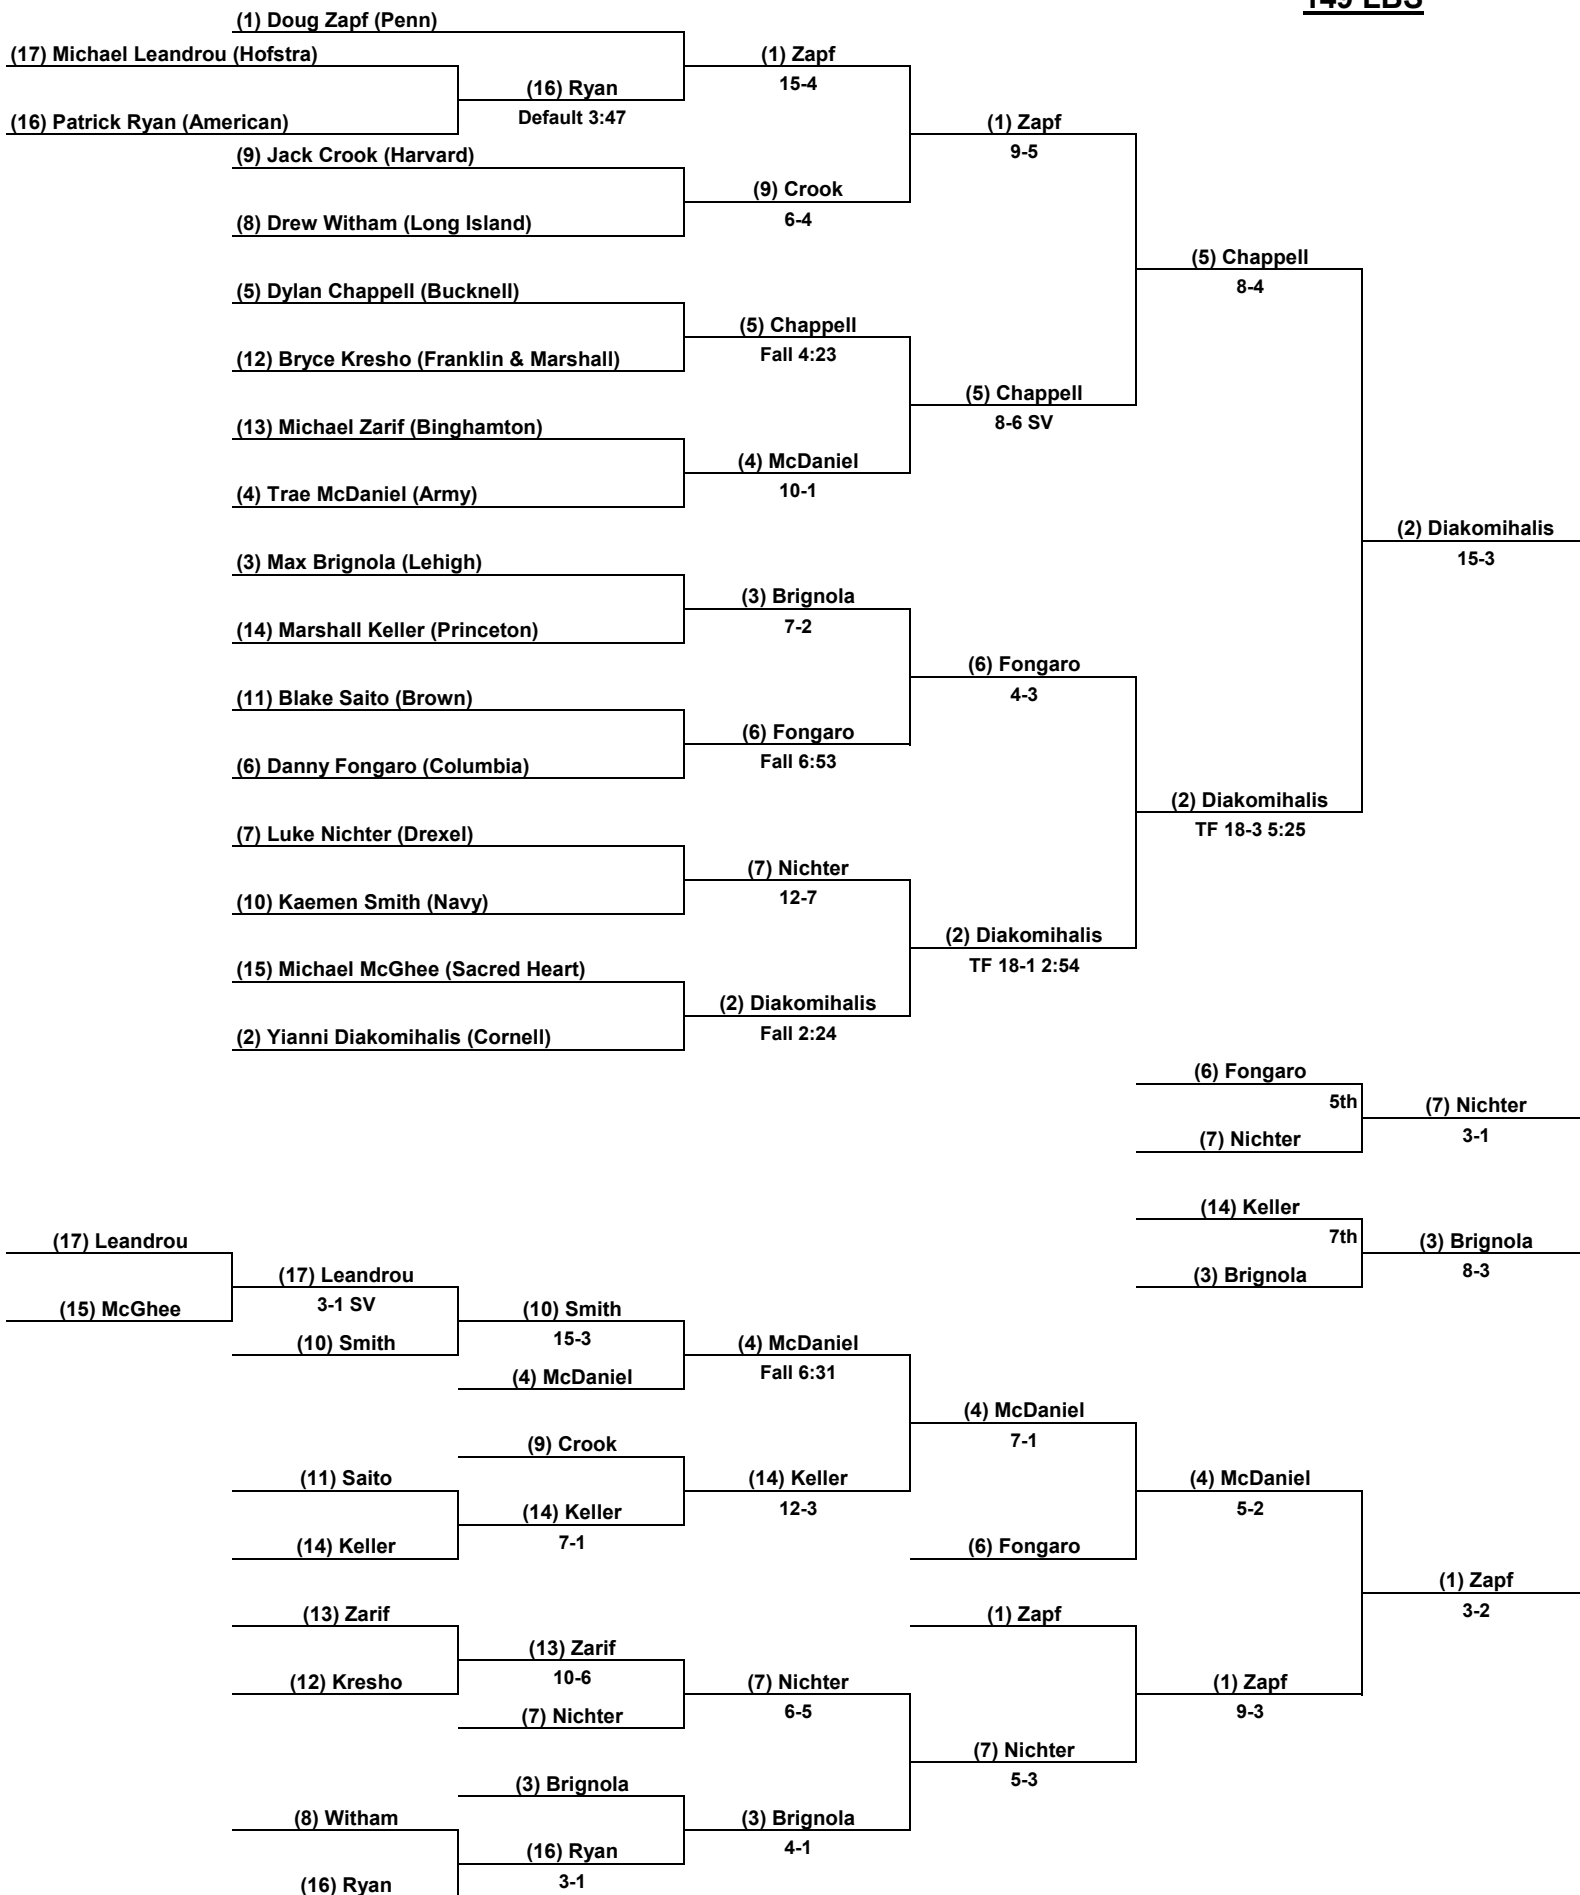 149 LBS
(1) Doug Zapf (Penn)
(17) Michael Leandrou (Hofstra)
(1) Zapf
15-4
(16) Ryan
Default 3:47
(16) Patrick Ryan (American)
(1) Zapf
9-5
(9) Jack Crook (Harvard)
(9) Crook
6-4
(8) Drew Witham (Long Island)
(5) Chappell
8-4
(5) Dylan Chappell (Bucknell)
(5) Chappell
Fall 4:23
(12) Bryce Kresho (Franklin & Marshall)
(5) Chappell
8-6 SV
(13) Michael Zarif (Binghamton)
(4) McDaniel
10-1
(4) Trae McDaniel (Army)
(2) Diakomihalis
15-3
(3) Max Brignola (Lehigh)
(3) Brignola
7-2
(14) Marshall Keller (Princeton)
(6) Fongaro
4-3
(11) Blake Saito (Brown)
(6) Fongaro
Fall 6:53
(6) Danny Fongaro (Columbia)
(2) Diakomihalis
TF 18-3 5:25
(7) Luke Nichter (Drexel)
(7) Nichter
12-7
(10) Kaemen Smith (Navy)
(2) Diakomihalis
TF 18-1 2:54
(15) Michael McGhee (Sacred Heart)
(2) Diakomihalis
Fall 2:24
(2) Yianni Diakomihalis (Cornell)
(6) Fongaro
5th
(7) Nichter
3-1
(7) Nichter
(14) Keller
7th
(3) Brignola
8-3
(3) Brignola
(17) Leandrou
(17) Leandrou
3-1 SV
(15) McGhee
(10) Smith
15-3
(10) Smith
(4) McDaniel
Fall 6:31
(4) McDaniel
(4) McDaniel
7-1
(9) Crook
(11) Saito
(14) Keller
12-3
(4) McDaniel
5-2
(14) Keller
7-1
(14) Keller
(6) Fongaro
(1) Zapf
3-2
(13) Zarif
(1) Zapf
(13) Zarif
10-6
(12) Kresho
(7) Nichter
6-5
(1) Zapf
9-3
(7) Nichter
(7) Nichter
5-3
(3) Brignola
(8) Witham
(3) Brignola
4-1
(16) Ryan
3-1
(16) Ryan